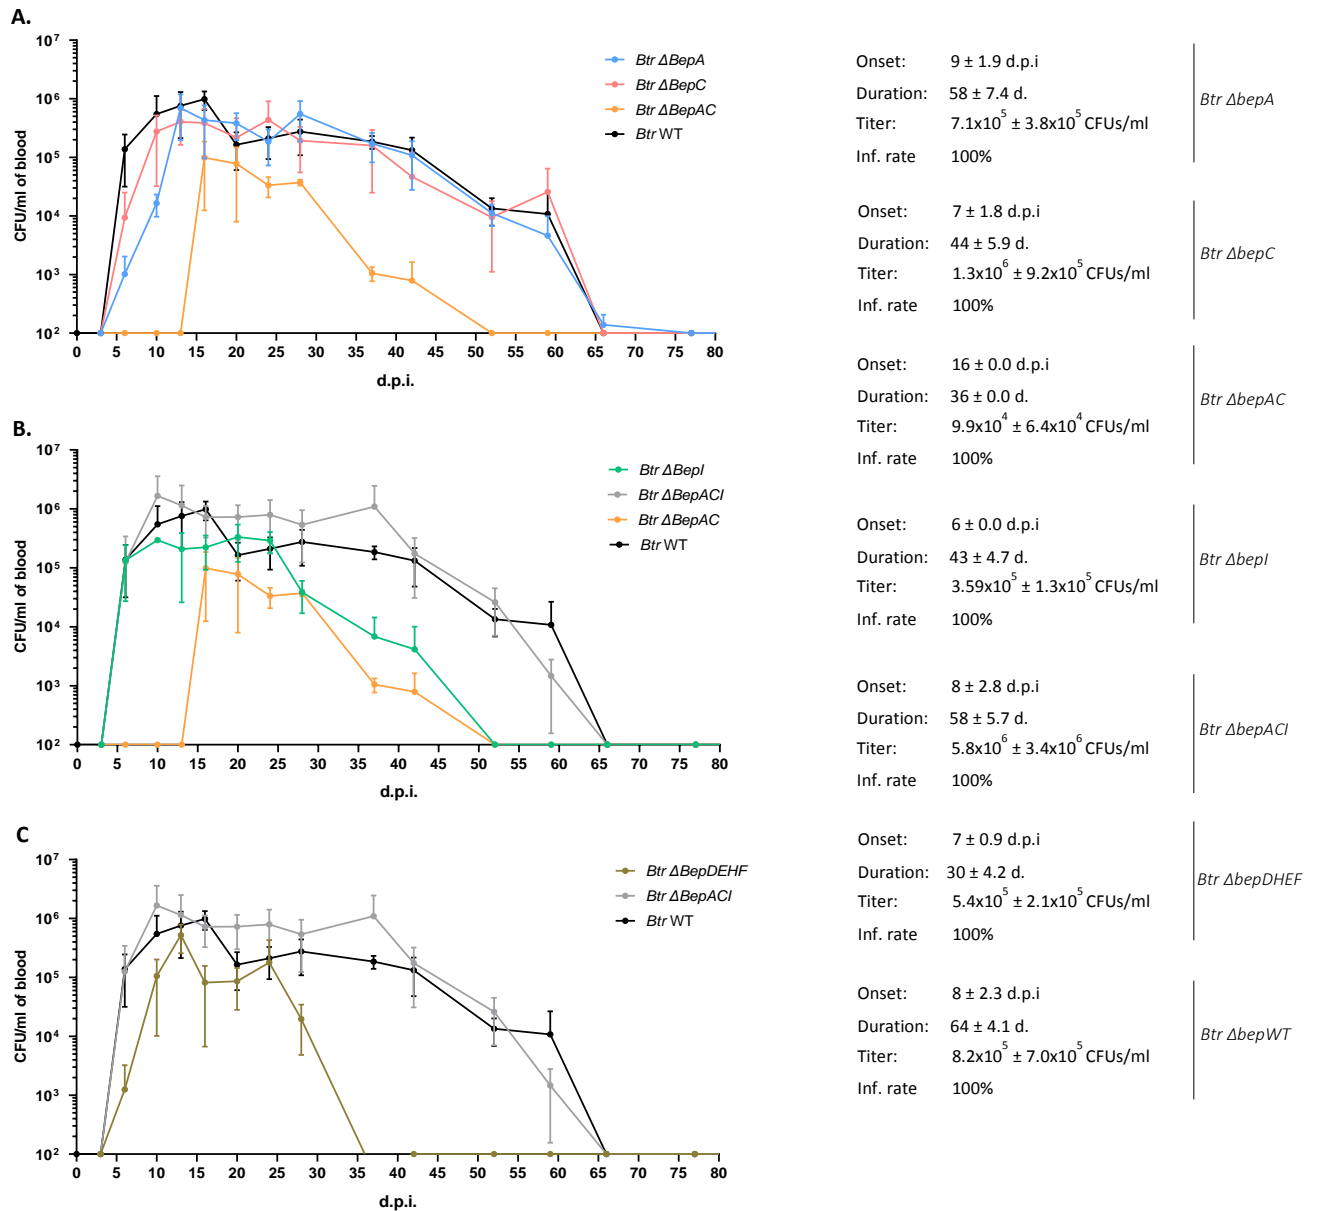 A.
10⁷
10⁶
10⁵
10⁴
10³
10²
CFU/ml of blood
0 5 10 15 20 25 30 35 40 45 50 55 60 65 70 75 80
d.p.i.
Btr ΔBepA
Btr ΔBepC
Btr ΔBepAC
Btr WT
B.
10⁷
10⁶
10⁵
10⁴
10³
10²
CFU/ml of blood
0 5 10 15 20 25 30 35 40 45 50 55 60 65 70 75 80
d.p.i.
Btr ΔBepI
Btr ΔBepACI
Btr ΔBepAC
Btr WT
C
10⁷
10⁶
10⁵
10⁴
10³
10²
CFU/ml of blood
0 5 10 15 20 25 30 35 40 45 50 55 60 65 70 75 80
d.p.i.
Btr ΔBepDEHF
Btr ΔBepACI
Btr WT
Onset: 9 ± 1.9 d.p.i
Duration: 58 ± 7.4 d.
Titer: 7.1x10⁵ ± 3.8x10⁵ CFUs/ml
Inf. rate 100%
Btr ΔbepA
Onset: 7 ± 1.8 d.p.i
Duration: 44 ± 5.9 d.
Titer: 1.3x10⁶ ± 9.2x10⁵ CFUs/ml
Inf. rate 100%
Btr ΔbepC
Onset: 16 ± 0.0 d.p.i
Duration: 36 ± 0.0 d.
Titer: 9.9x10⁴ ± 6.4x10⁴ CFUs/ml
Inf. rate 100%
Btr ΔbepAC
Onset: 6 ± 0.0 d.p.i
Duration: 43 ± 4.7 d.
Titer: 3.59x10⁵ ± 1.3x10⁵ CFUs/ml
Inf. rate 100%
Btr ΔbepI
Onset: 8 ± 2.8 d.p.i
Duration: 58 ± 5.7 d.
Titer: 5.8x10⁶ ± 3.4x10⁶ CFUs/ml
Inf. rate 100%
Btr ΔbepACI
Onset: 7 ± 0.9 d.p.i
Duration: 30 ± 4.2 d.
Titer: 5.4x10⁵ ± 2.1x10⁵ CFUs/ml
Inf. rate 100%
Btr ΔbepDHEF
Onset: 8 ± 2.3 d.p.i
Duration: 64 ± 4.1 d.
Titer: 8.2x10⁵ ± 7.0x10⁵ CFUs/ml
Inf. rate 100%
Btr ΔbepWT